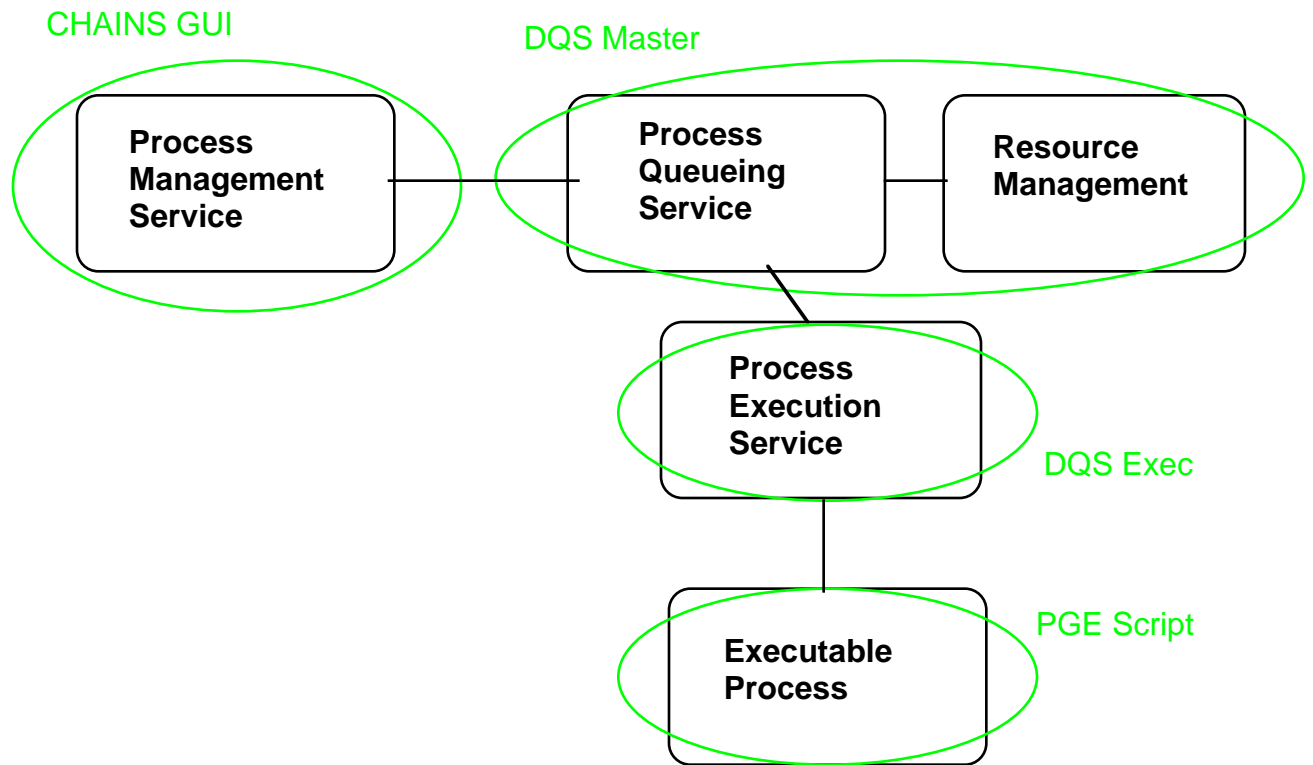 CHAINS GUI
DQS Master
Process
Management
Service
Process
Queueing
Service
Resource
Management
Process
Execution
Service
DQS Exec
PGE Script
Executable
Process